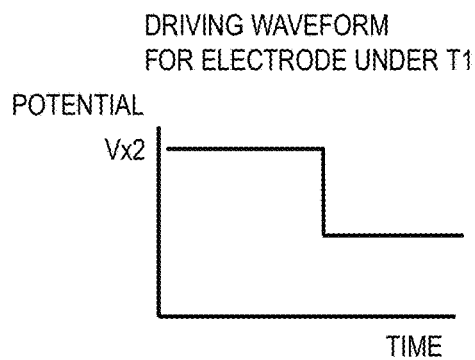 DRIVING WAVEFORM
FOR ELECTRODE UNDER T1
POTENTIAL
Vx2
TIME